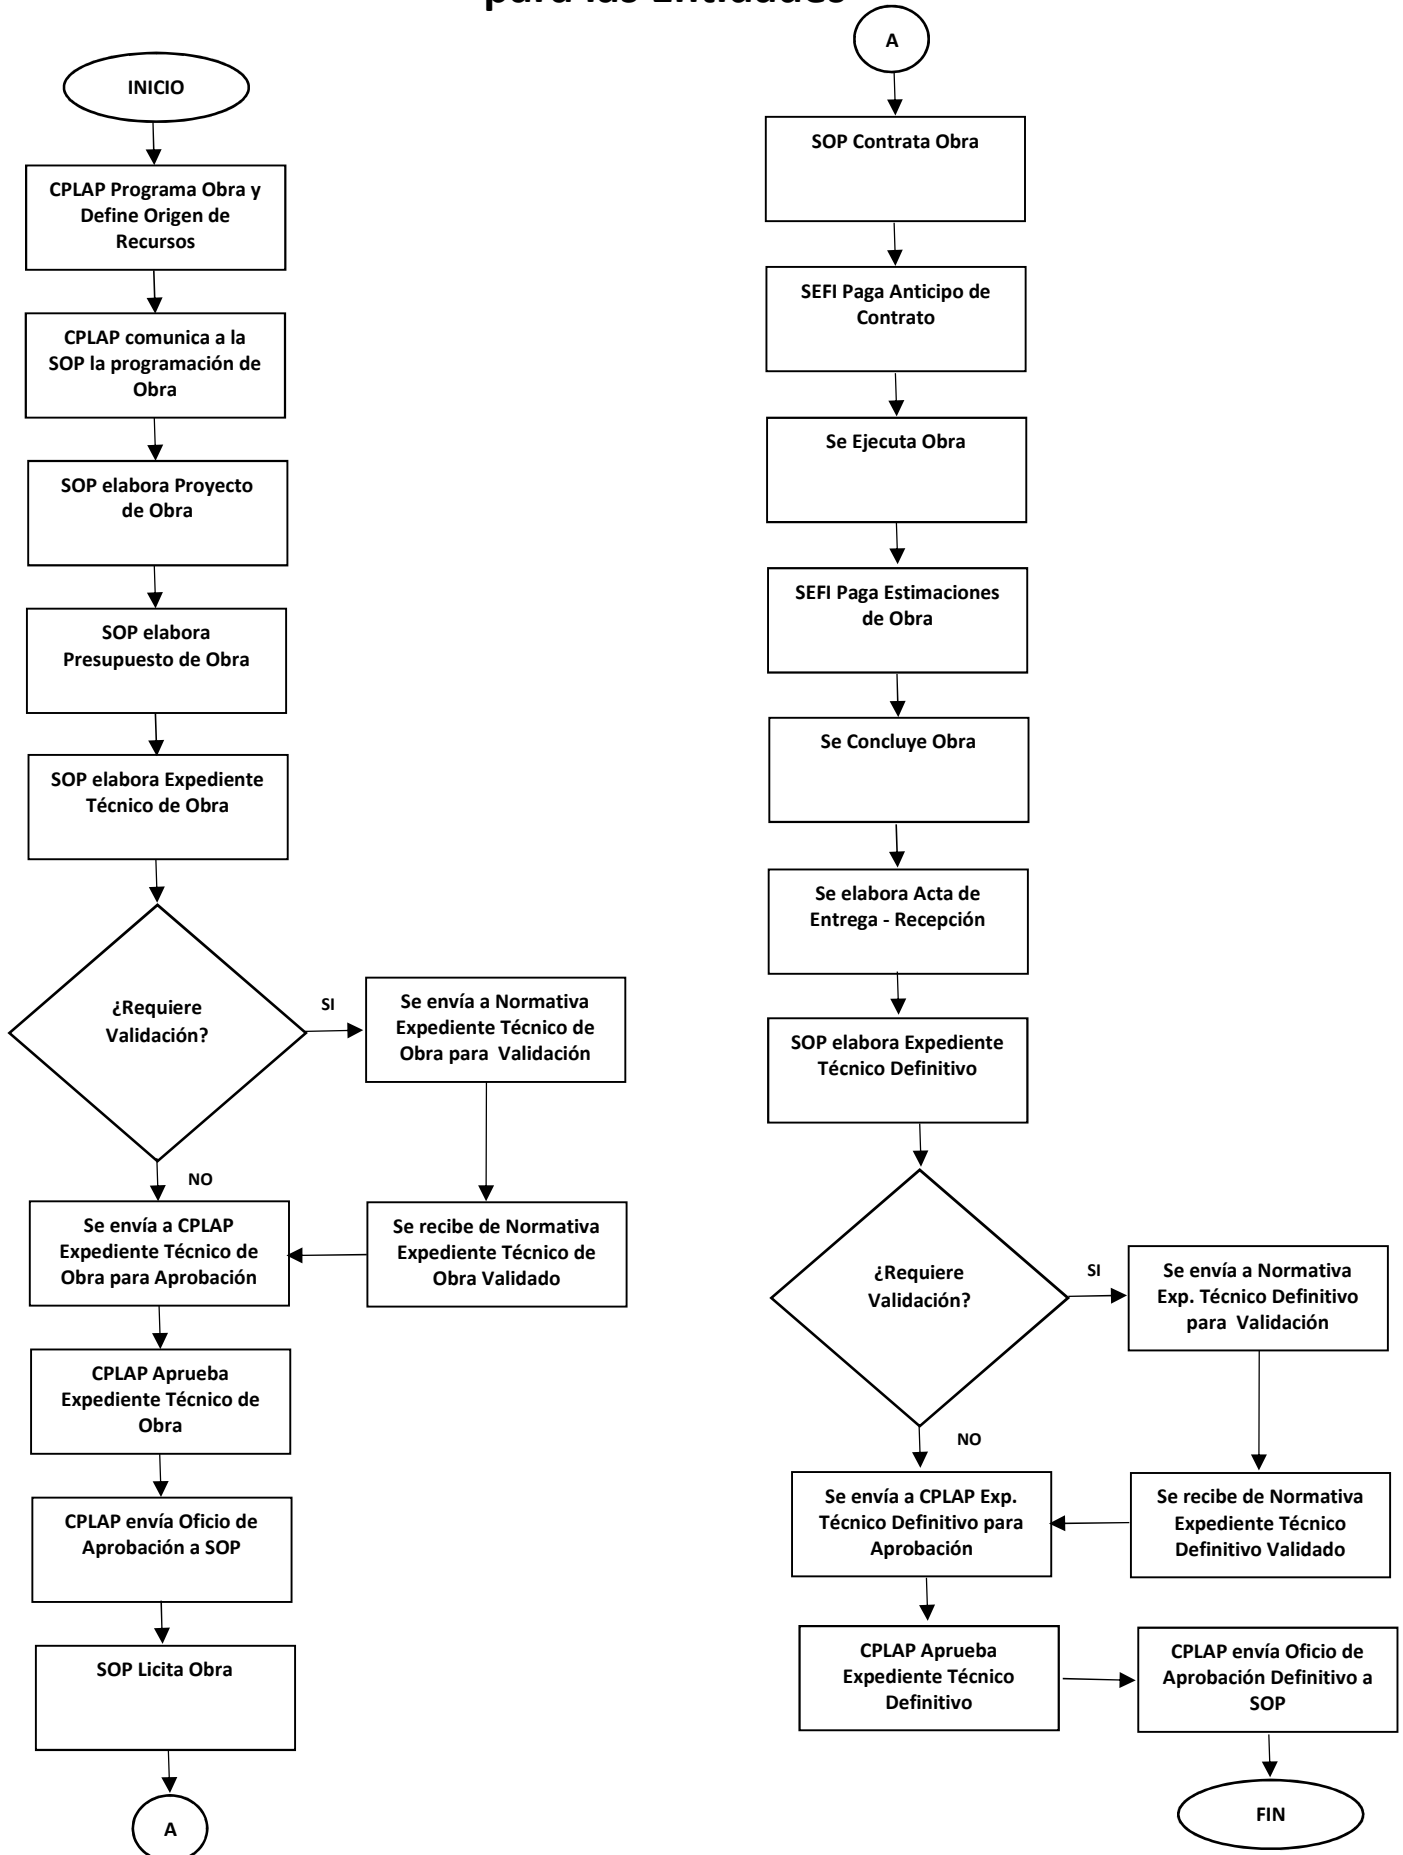 para las Entidades
INICIO
CPLAP Programa Obra y
Define Origen de
Recursos
CPLAP comunica a la
SOP la programación de
Obra
SOP elabora Proyecto
de Obra
SOP elabora
Presupuesto de Obra
SOP elabora Expediente
Técnico de Obra
¿Requiere
Validación?
SI
Se envía a Normativa
Expediente Técnico de
Obra para  Validación
NO
Se envía a CPLAP
Expediente Técnico de
Obra para Aprobación
Se recibe de Normativa
Expediente Técnico de
Obra Validado
CPLAP Aprueba
Expediente Técnico de
Obra
CPLAP envía Oficio de
Aprobación a SOP
SOP Licita Obra
A
A
SOP Contrata Obra
SEFI Paga Anticipo de
Contrato
Se Ejecuta Obra
SEFI Paga Estimaciones
de Obra
Se Concluye Obra
Se elabora Acta de
Entrega - Recepción
SOP elabora Expediente
Técnico Definitivo
¿Requiere
Validación?
SI
Se envía a Normativa
Exp. Técnico Definitivo
para  Validación
NO
Se envía a CPLAP Exp.
Técnico Definitivo para
Aprobación
Se recibe de Normativa
Expediente Técnico
Definitivo Validado
CPLAP Aprueba
Expediente Técnico
Definitivo
CPLAP envía Oficio de
Aprobación Definitivo a
SOP
FIN